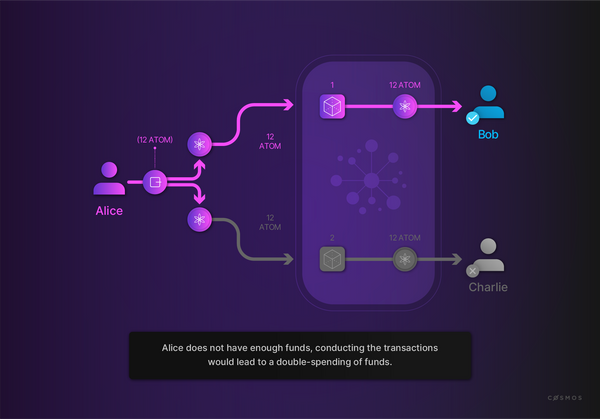 1
12 ATOM
(12 ATOM)
12
ATOM
Bob
Alice
12
ATOM
2
12 ATOM
Charlie
Alice does not have enough funds, conducting the transactions
would lead to a double-spending of funds.
CØSMOS